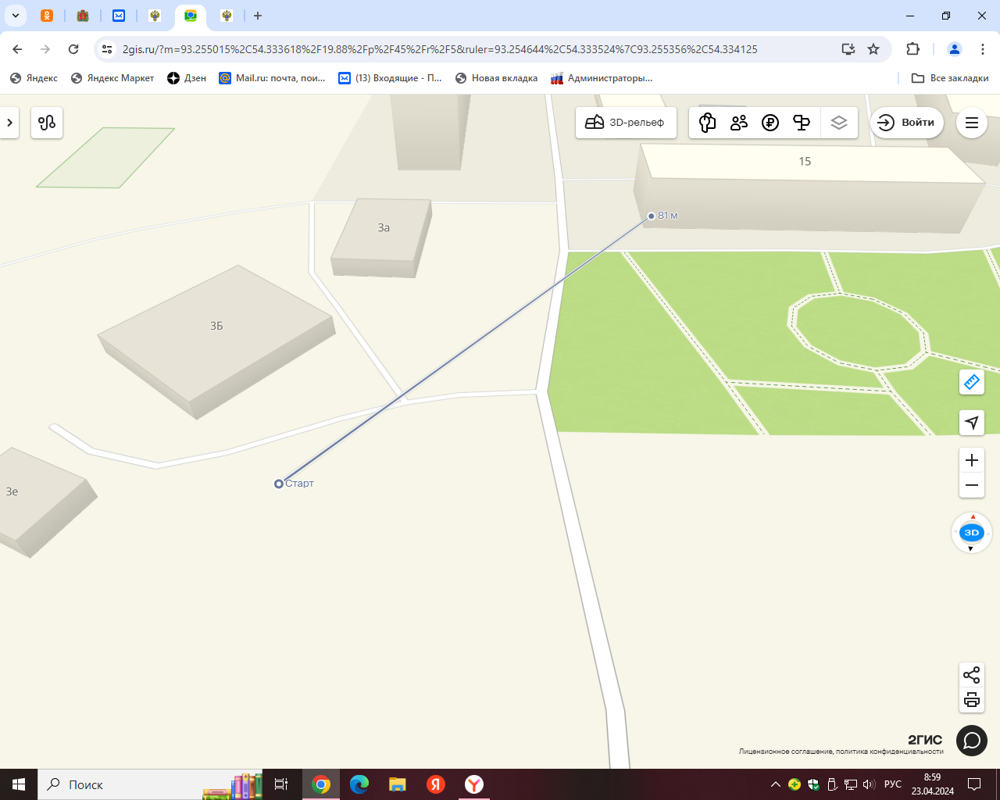 2gis.ru/?m=93.255015%2C54.333618%2F19.88%2Fp%2F45%2Fr%2F5&ruler=93.254644%2C54.333524%7C93.255356%2C54.334125
Яндекс
Яндекс Маркет
Дзен
Mail.ru: почта, пои...
(13) Входящие - П...
Новая вкладка
Администраторы...
Все закладки
3D-рельеф
Войти
15
81 м
3а
3Б
3е
Старт
3D
2ГИС
Лицензионное соглашение, политика конфиденциальности
Поиск
Я
РУС
8:59
23.04.2024